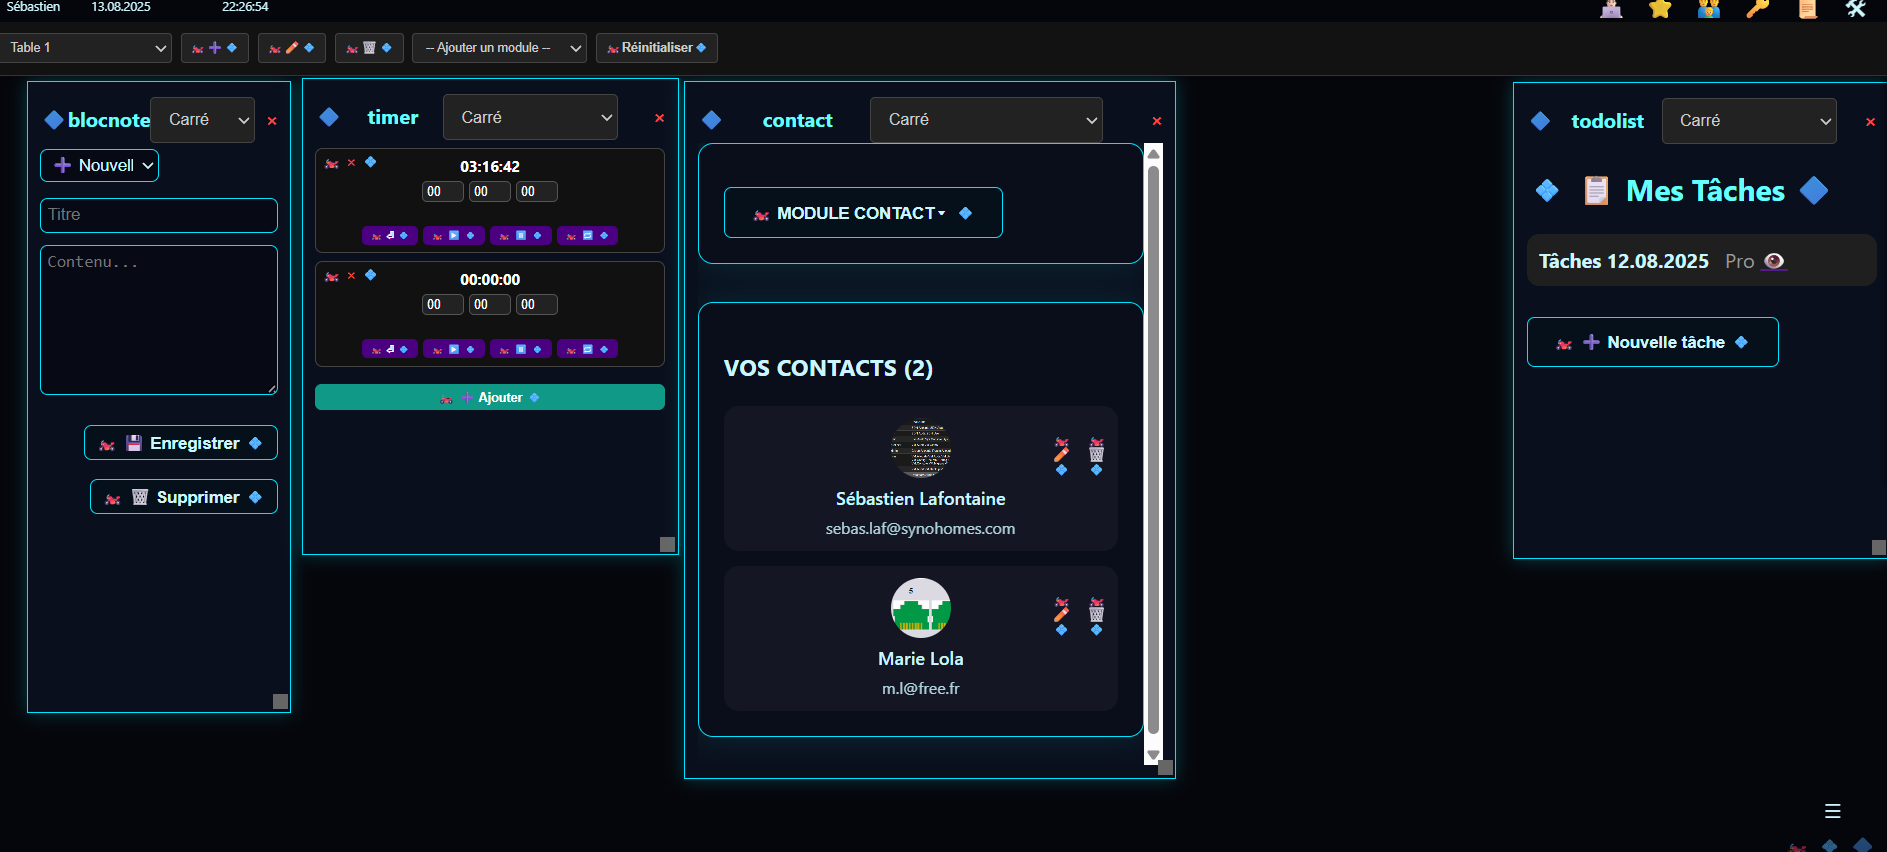 Sébastien 13.08.2025 22:26:54
Table 1 -- Ajouter un module -- Réinitialiser
blocnote Carré ×
Nouvell
Titre
Contenu...
Enregistrer
Supprimer
timer Carré ×
× 03:16:42
00 00 00
× 00:00:00
00 00 00
Ajouter
contact Carré ×
MODULE CONTACT
VOS CONTACTS (2)
Sébastien Lafontaine
sebas.laf@synohomes.com
5
Marie Lola
m.l@free.fr
todolist Carré ×
Mes Tâches
Tâches 12.08.2025 Pro
Nouvelle tâche